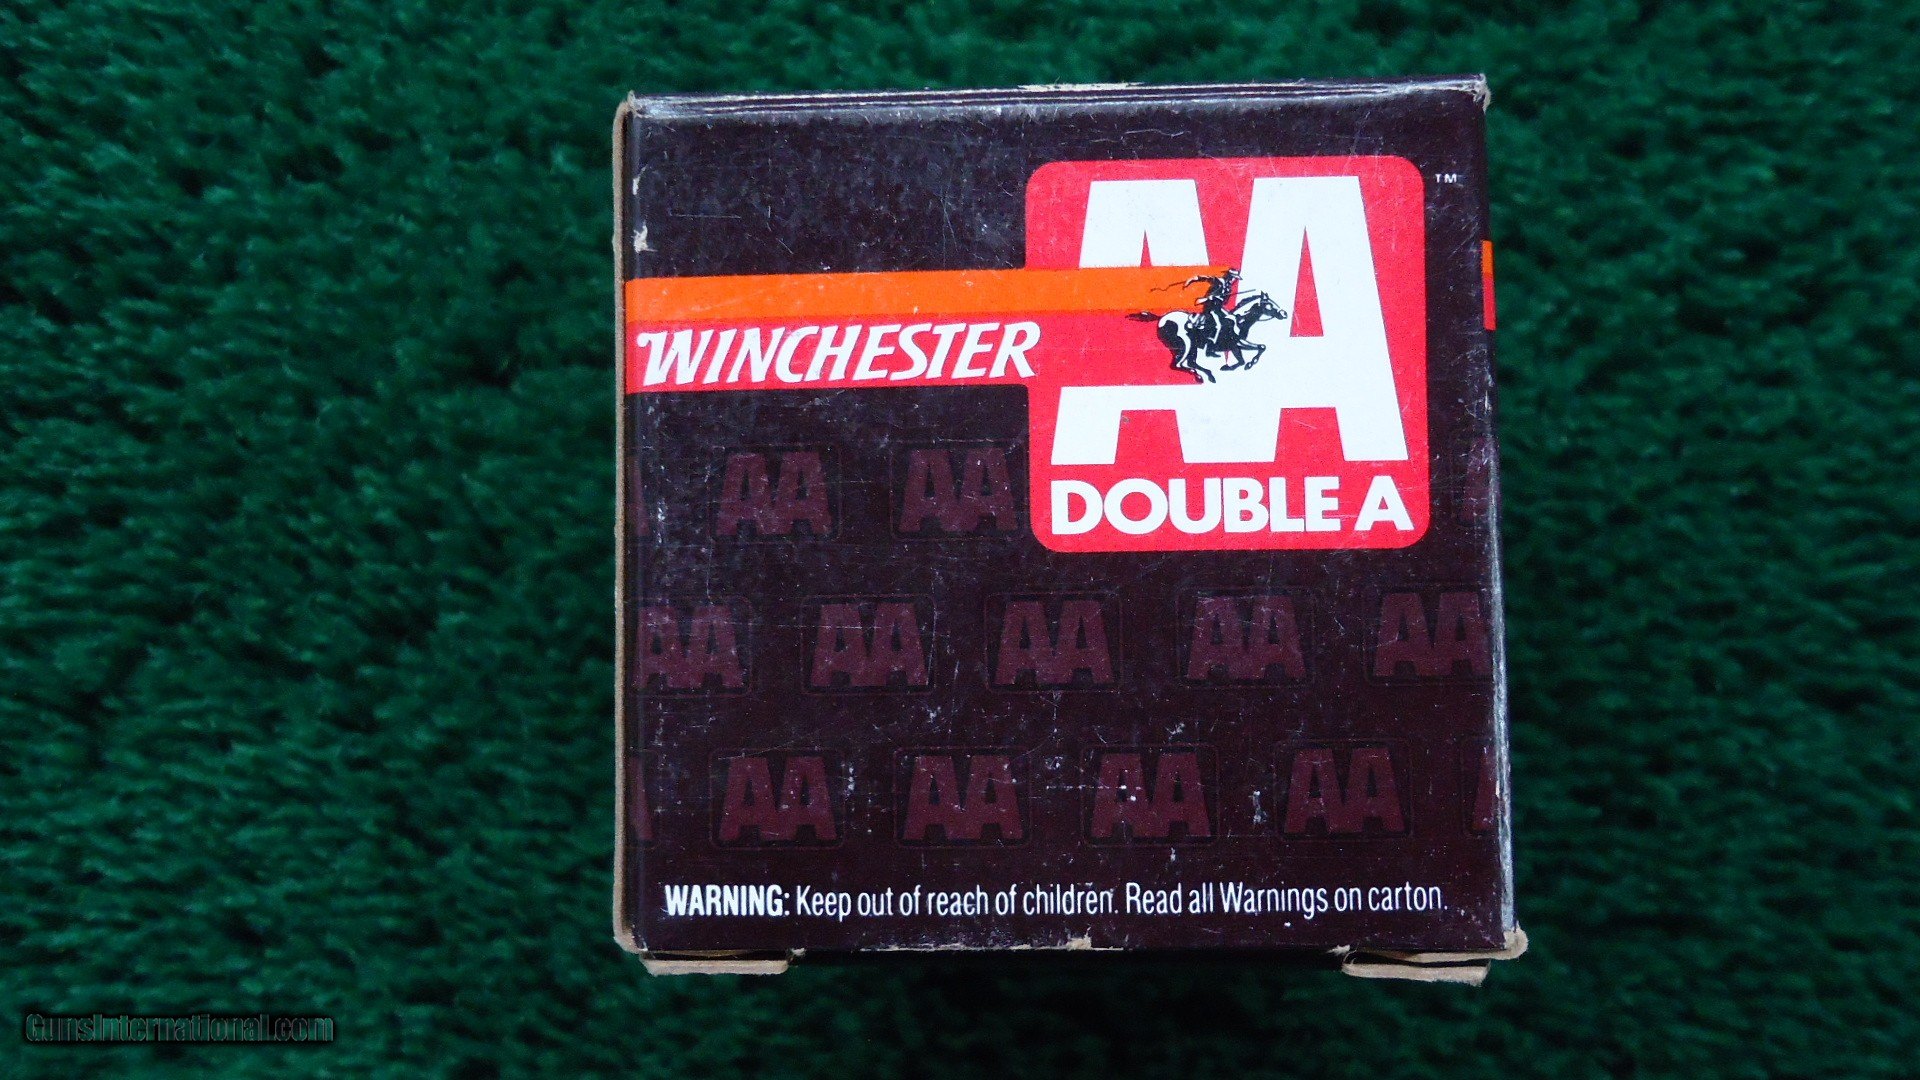 AA
TM
WINCHESTER
DOUBLE A
AA AA
AA AA AA AA AA
AA AA AA AA
WARNING: Keep out of reach of children. Read all Warnings on carton.
GunsInternational.com